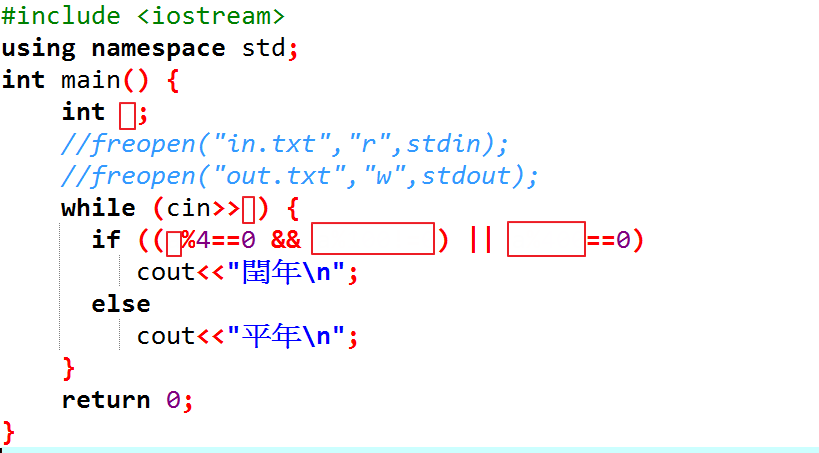 #include <iostream>
using namespace std;
int main() {
int ;
//freopen("in.txt","r",stdin);
//freopen("out.txt","w",stdout);
while (cin>>) {
if ((%4==0 && ) || ==0)
cout<<"閏年\n";
else
cout<<"平年\n";
}
return 0;
}